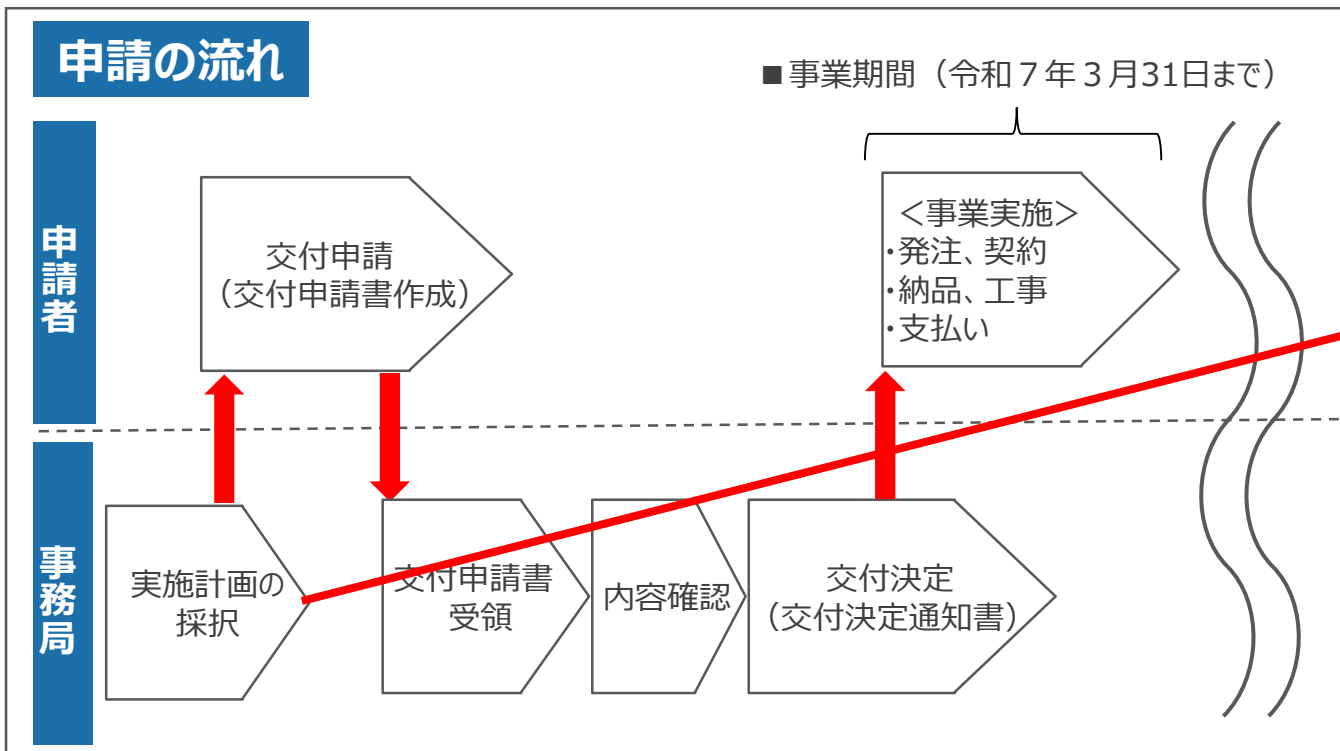 申請の流れ
■事業期間（令和７年３月31日まで）
申請者
交付申請
（交付申請書作成）
＜事業実施＞
・発注、契約
・納品、工事
・支払い
事務局
実施計画の
採択
交付申請書
受領
内容確認
交付決定
（交付決定通知書）